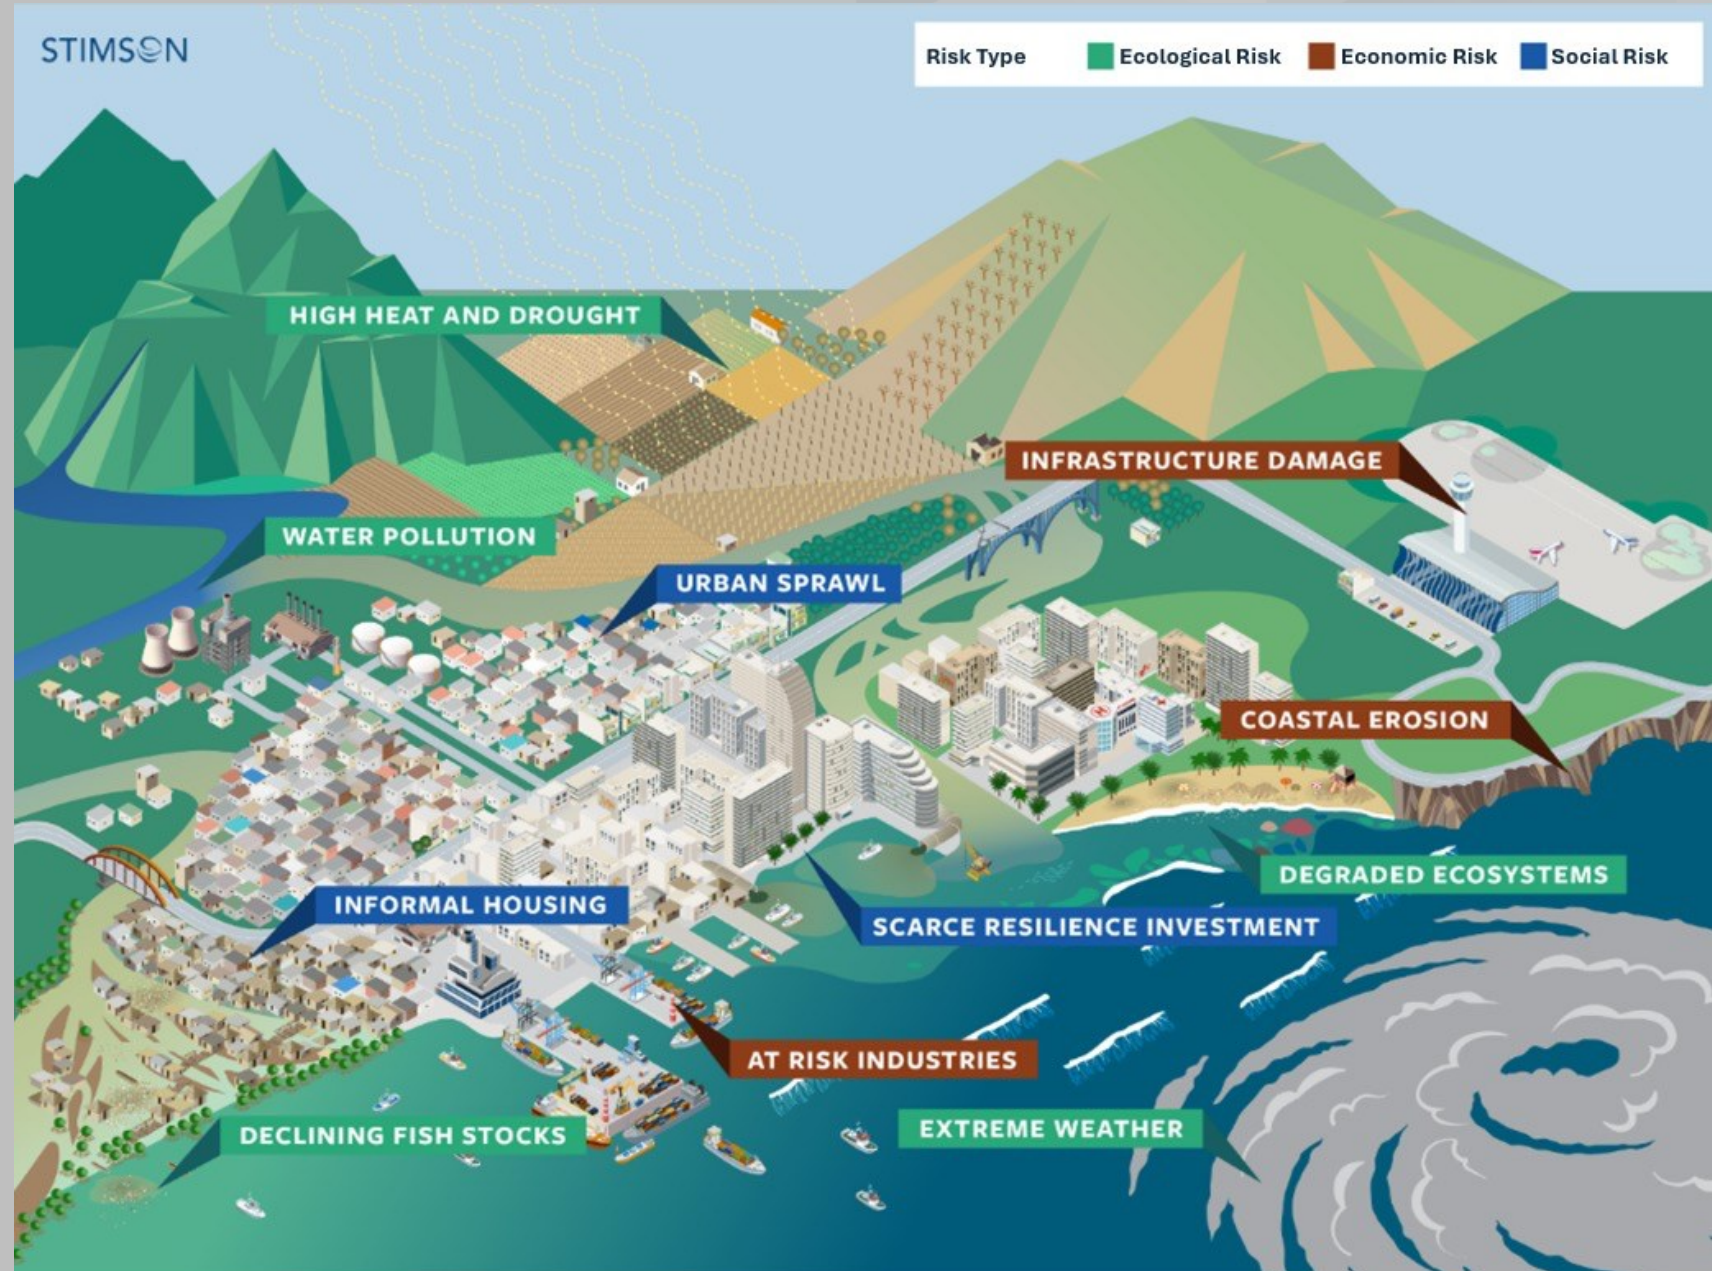 STIMSON
Risk Type Ecological Risk Economic Risk Social Risk
HIGH HEAT AND DROUGHT
INFRASTRUCTURE DAMAGE
WATER POLLUTION
URBAN SPRAWL
COASTAL EROSION
DEGRADED ECOSYSTEMS
INFORMAL HOUSING
SCARCE RESILIENCE INVESTMENT
AT RISK INDUSTRIES
DECLINING FISH STOCKS
EXTREME WEATHER